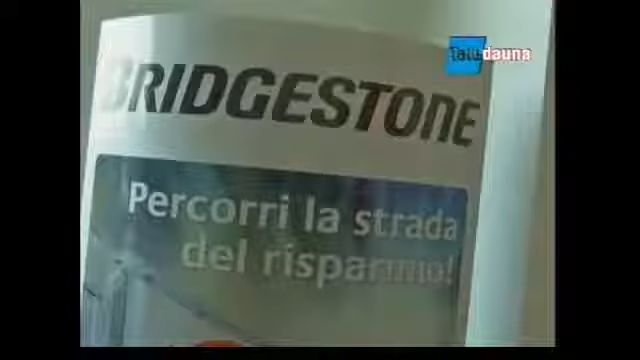 Teledauna
BRIDGESTONE
Percorri la strada
del risparmio!